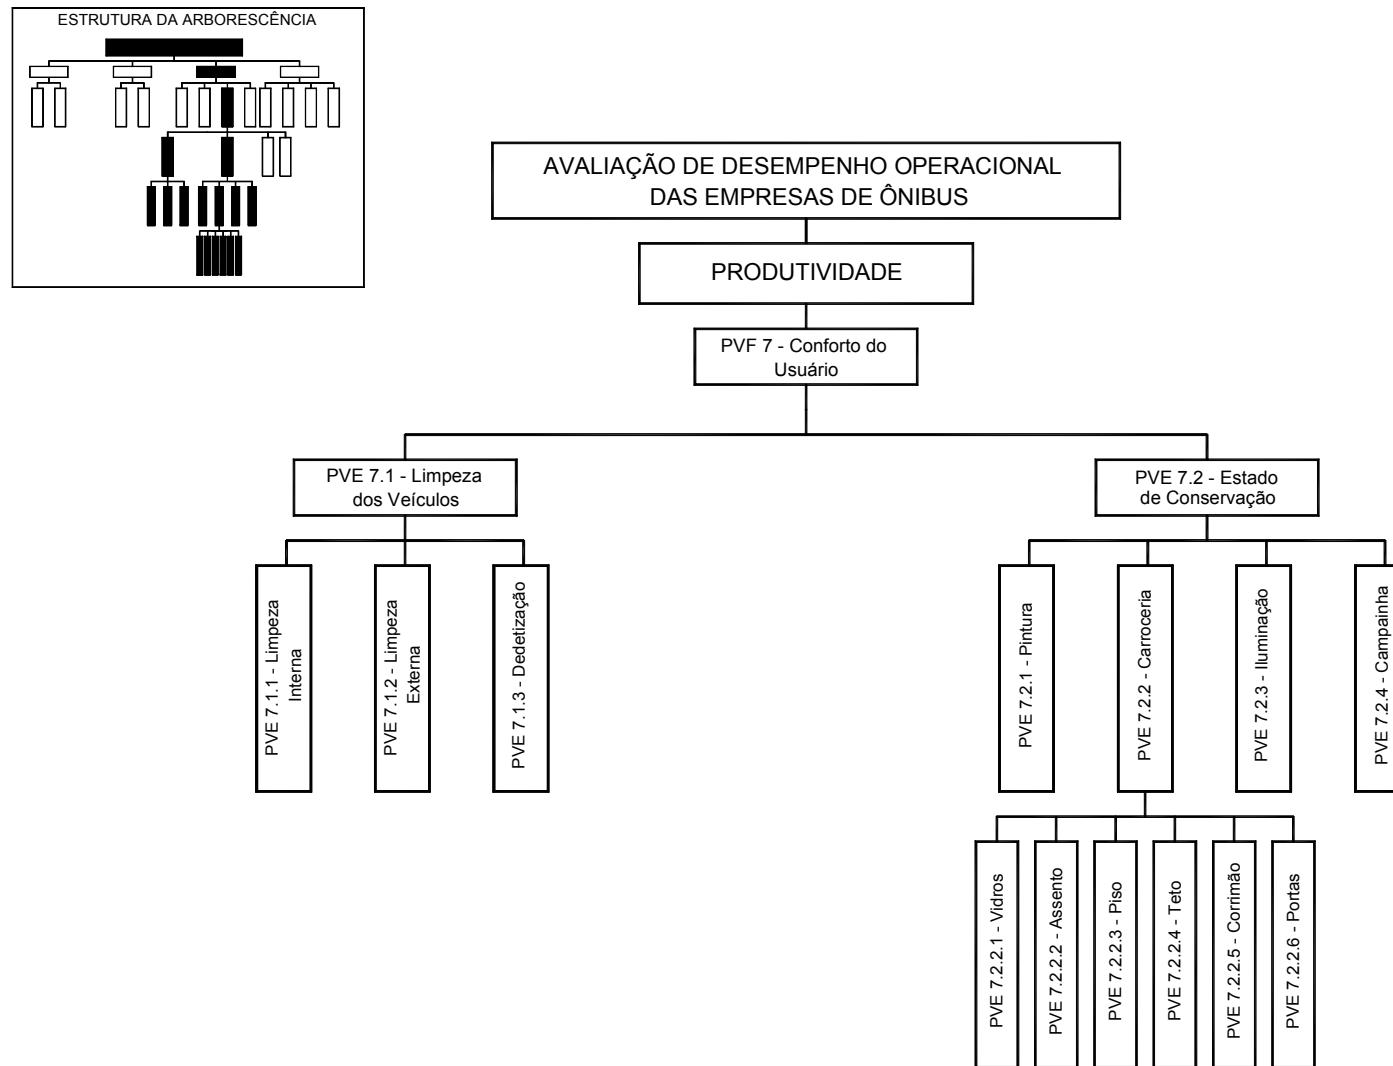 ESTRUTURA DA ARBORESCÊNCIA
AVALIAÇÃO DE DESEMPENHO OPERACIONAL
DAS EMPRESAS DE ÔNIBUS
PRODUTIVIDADE
PVF 7 - Conforto do
Usuário
PVE 7.1 - Limpeza
dos Veículos
PVE 7.2 - Estado
de Conservação
PVE 7.1.1 - Limpeza
Interna
PVE 7.1.2 - Limpeza
Externa
PVE 7.1.3 - Dedetização
PVE 7.2.1 - Pintura
PVE 7.2.2 - Carroceria
PVE 7.2.3 - Iluminação
PVE 7.2.4 - Campainha
PVE 7.2.2.1 - Vidros
PVE 7.2.2.2 - Assento
PVE 7.2.2.3 - Piso
PVE 7.2.2.4 - Teto
PVE 7.2.2.5 - Corrimão
PVE 7.2.2.6 - Portas